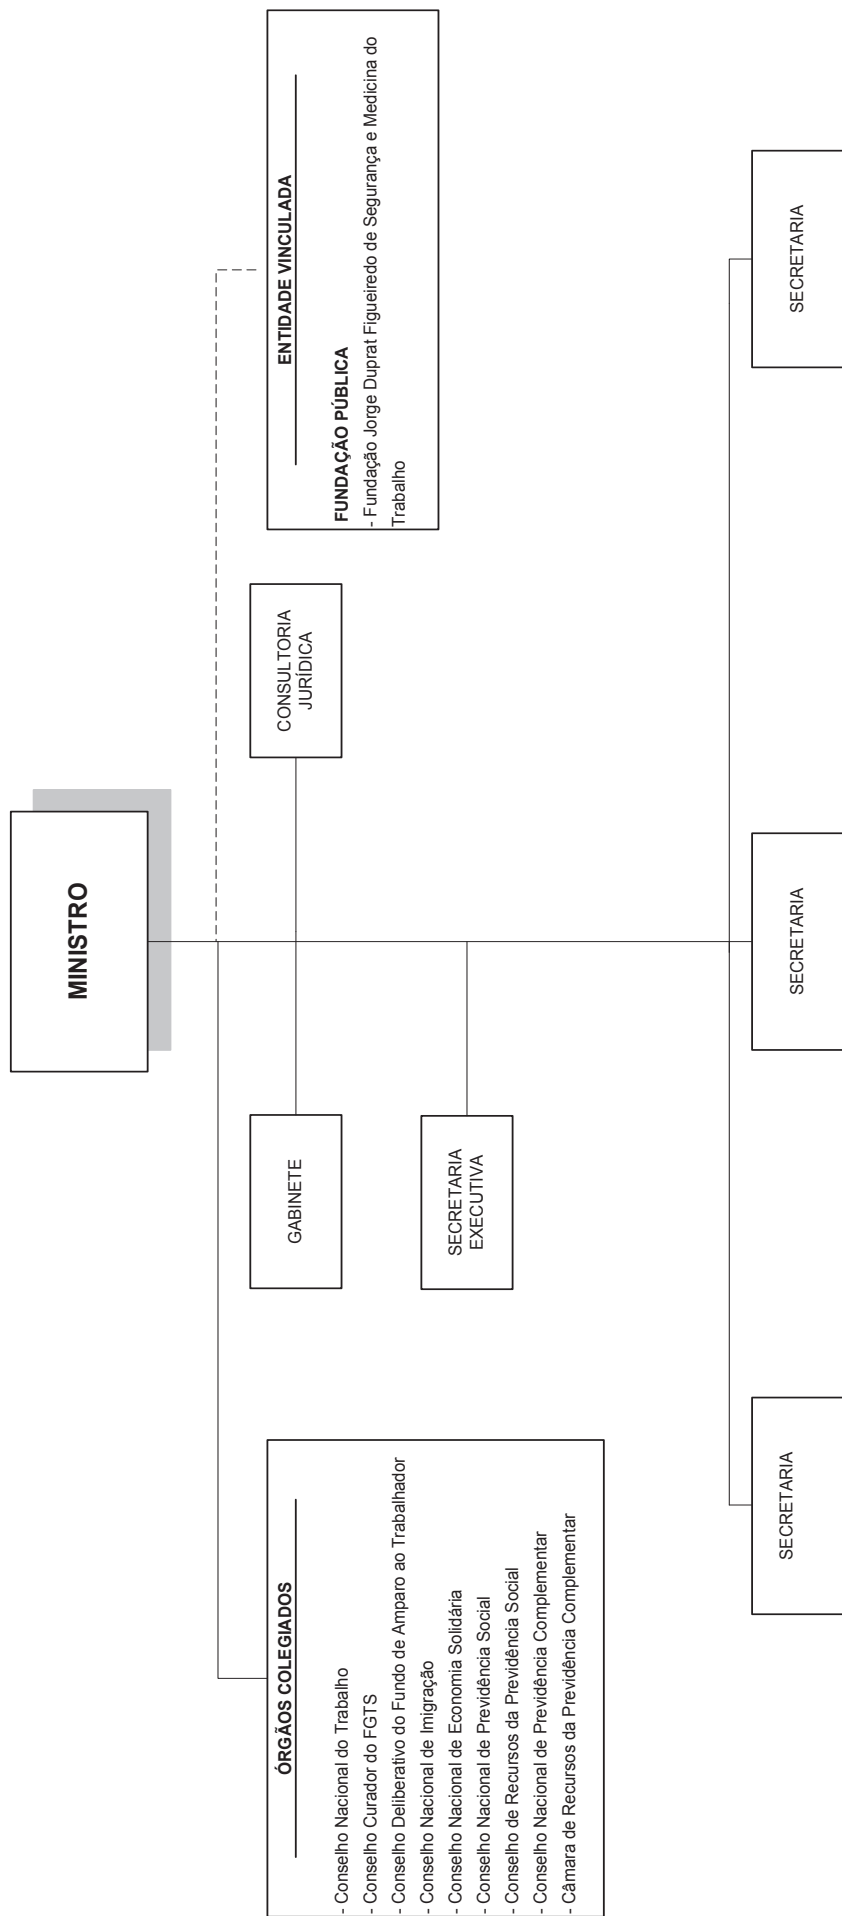 MINISTRO
ÓRGÃOS COLEGIADOS
- Conselho Nacional do Trabalho
- Conselho Curador do FGTS
- Conselho Deliberativo do Fundo de Amparo ao Trabalhador
- Conselho Nacional de Imigração
- Conselho Nacional de Economia Solidária
- Conselho Nacional de Previdência Social
- Conselho de Recursos da Previdência Social
- Conselho Nacional de Previdência Complementar
- Câmara de Recursos da Previdência Complementar
GABINETE
CONSULTORIA
JURÍDICA
ENTIDADE VINCULADA
FUNDAÇÃO PÚBLICA
- Fundação Jorge Duprat Figueiredo de Segurança e Medicina do
Trabalho
SECRETARIA
EXECUTIVA
SECRETARIA
SECRETARIA
SECRETARIA